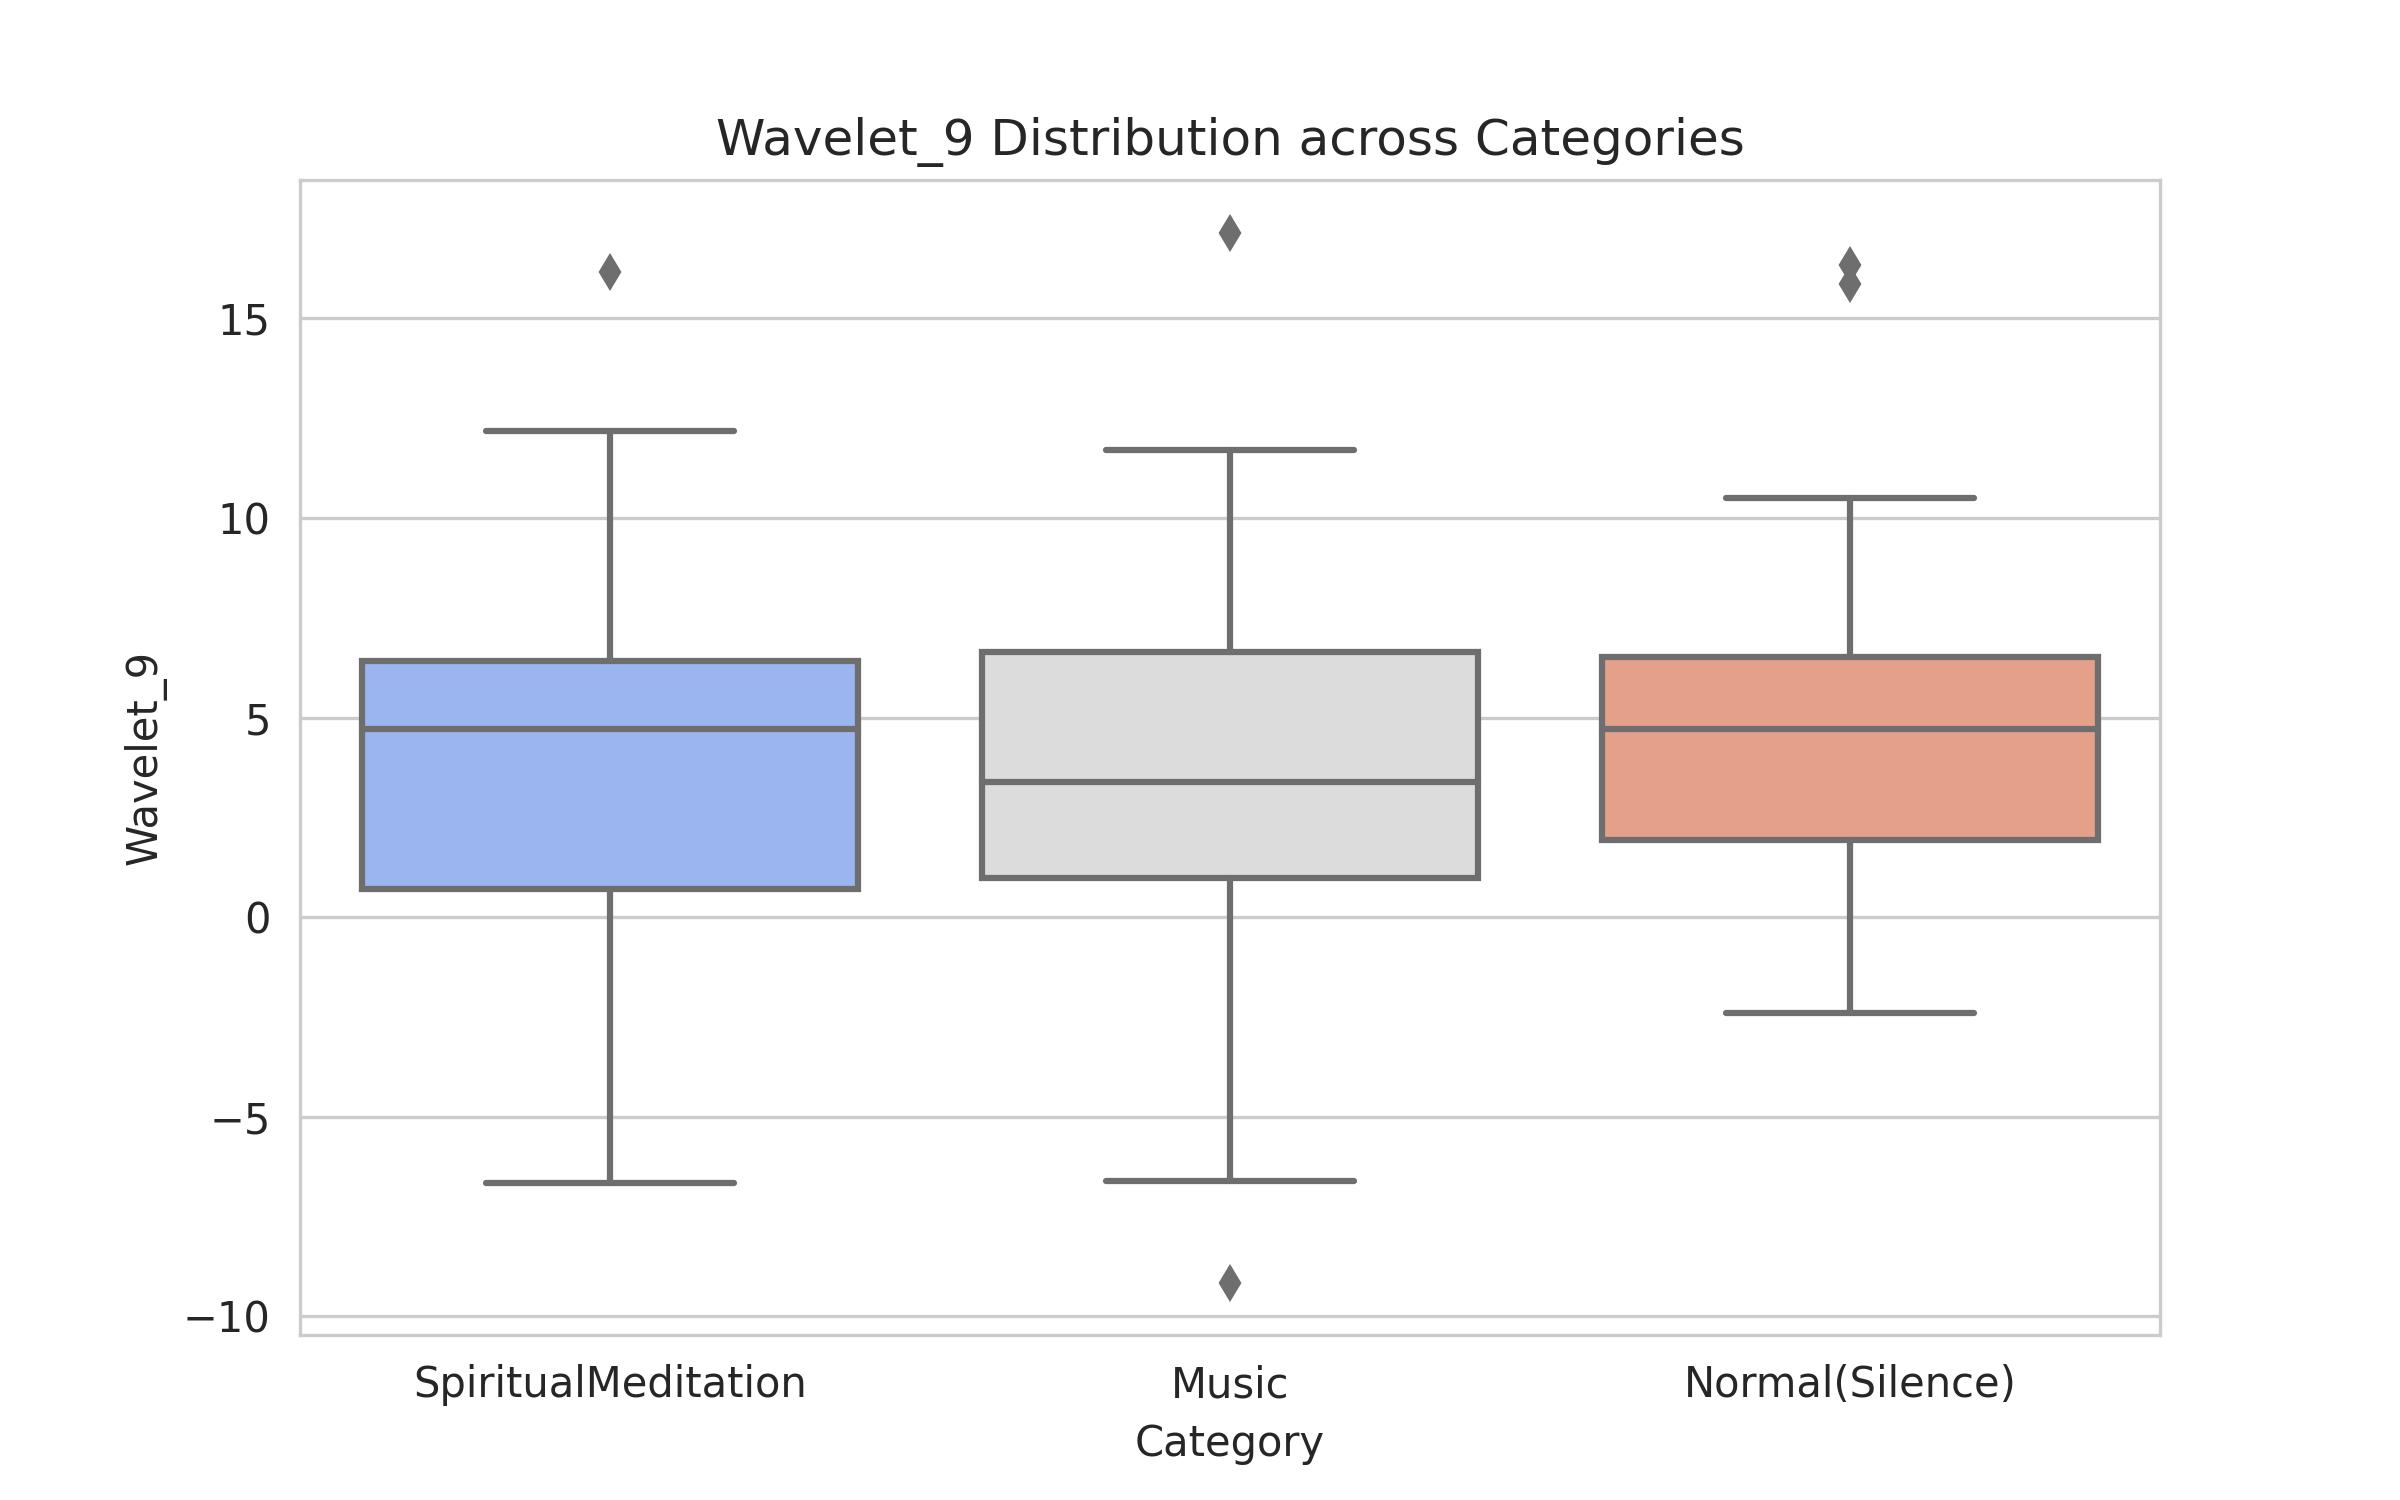 Wavelet_9 Distribution across Categories
Wavelet_9
15
10
5
0
−5
−10
SpiritualMeditation
Music
Normal(Silence)
Category